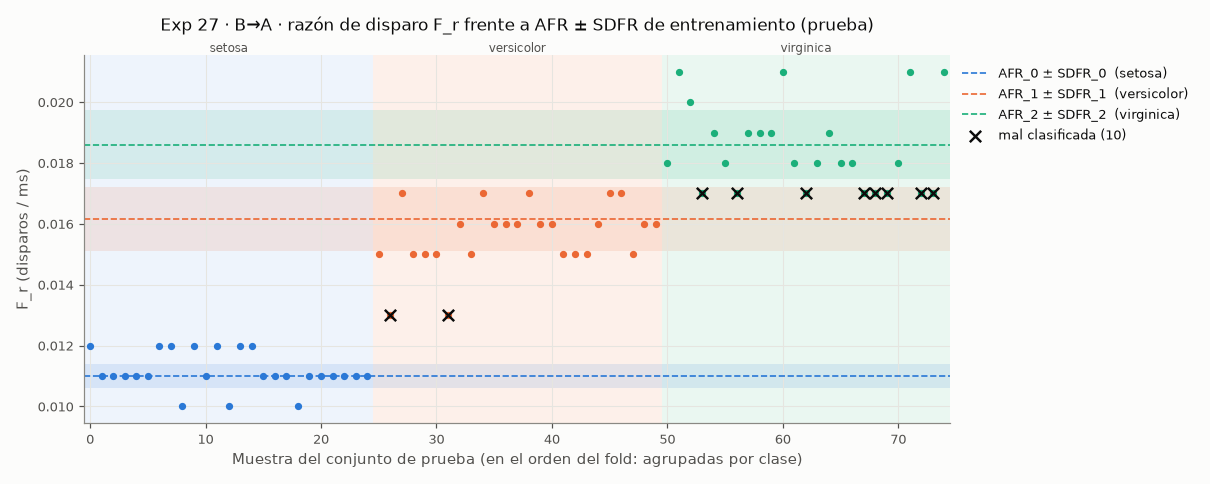 Exp 27 · B→A · razón de disparo F_r frente a AFR ± SDFR de entrenamiento (prueba)
setosa versicolor virginica
AFR_0 ± SDFR_0 (setosa)
AFR_1 ± SDFR_1 (versicolor)
AFR_2 ± SDFR_2 (virginica)
mal clasificada (10)
F_r (disparos / ms)
0.020
0.018
0.016
0.014
0.012
0.010
0 10 20 30 40 50 60 70
Muestra del conjunto de prueba (en el orden del fold: agrupadas por clase)